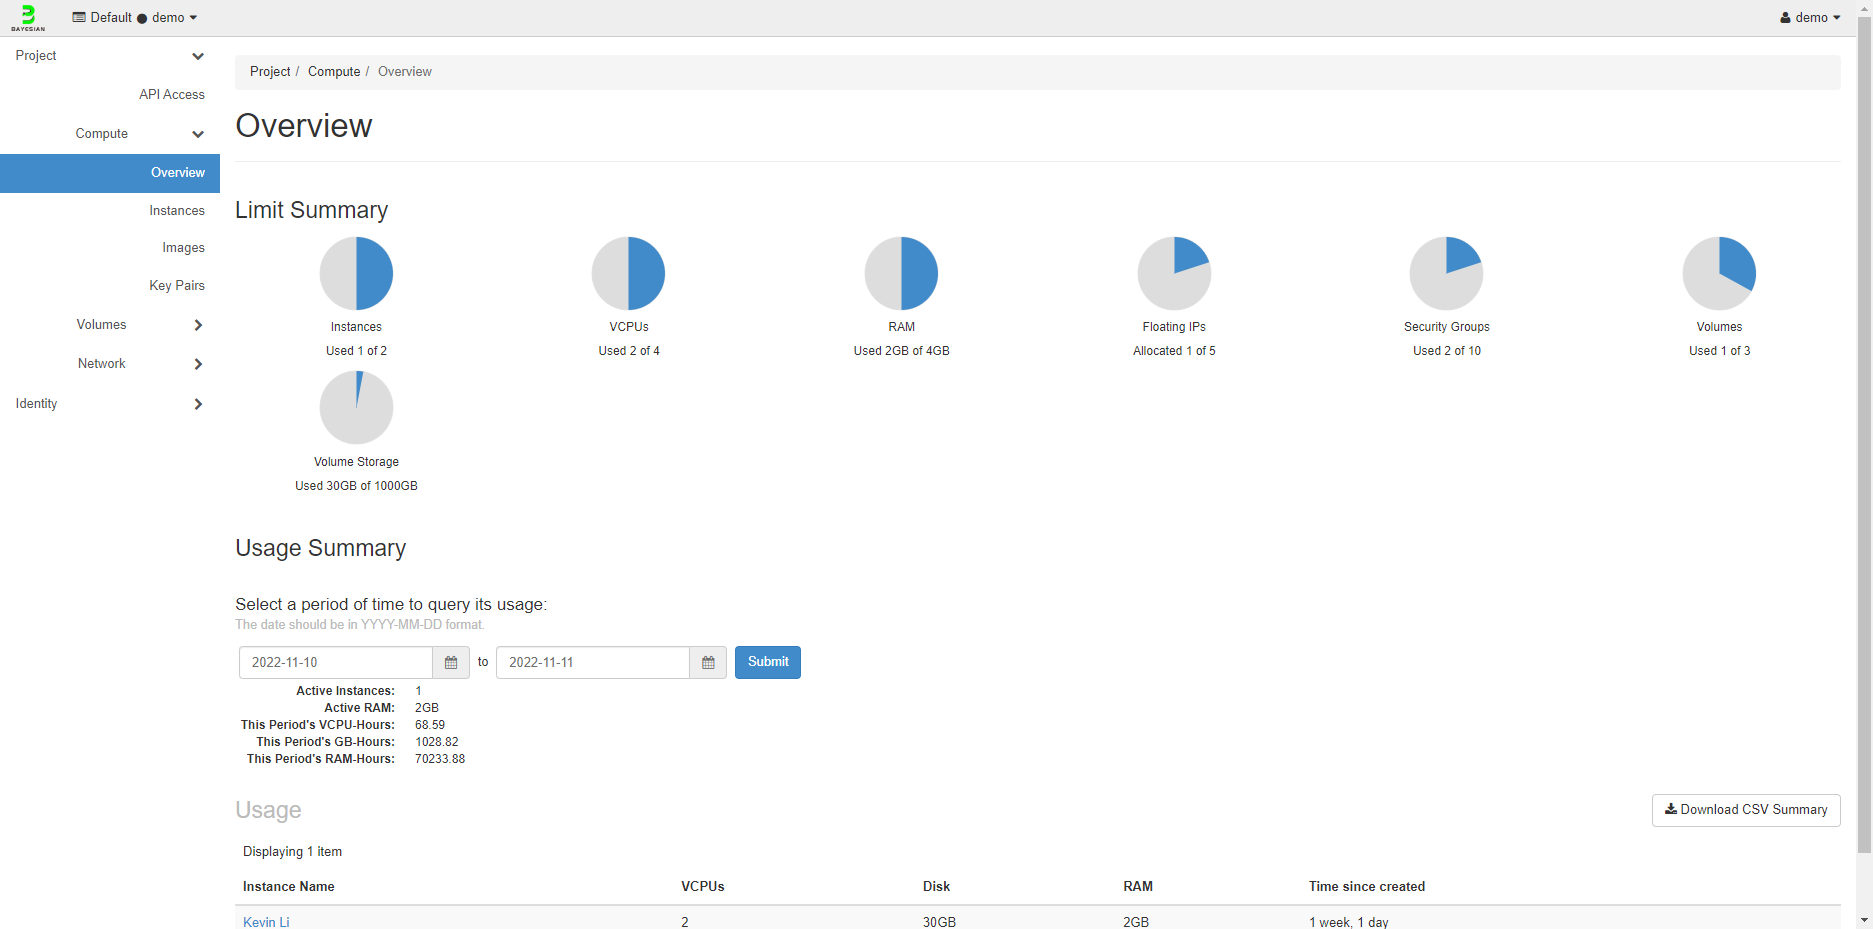 BAYESIAN
Default ● demo
demo
Project
API Access
Compute
Overview
Instances
Images
Key Pairs
Volumes
Network
Identity
Project / Compute / Overview
Overview
Limit Summary
Instances
Used 1 of 2
VCPUs
Used 2 of 4
RAM
Used 2GB of 4GB
Floating IPs
Allocated 1 of 5
Security Groups
Used 2 of 10
Volumes
Used 1 of 3
Volume Storage
Used 30GB of 1000GB
Usage Summary
Select a period of time to query its usage:
The date should be in YYYY-MM-DD format.
2022-11-10 to 2022-11-11 Submit
Active Instances: 1
Active RAM: 2GB
This Period's VCPU-Hours: 68.59
This Period's GB-Hours: 1028.82
This Period's RAM-Hours: 70233.88
Usage
Download CSV Summary
Displaying 1 item
Instance Name VCPUs Disk RAM Time since created
Kevin Li 2 30GB 2GB 1 week, 1 day